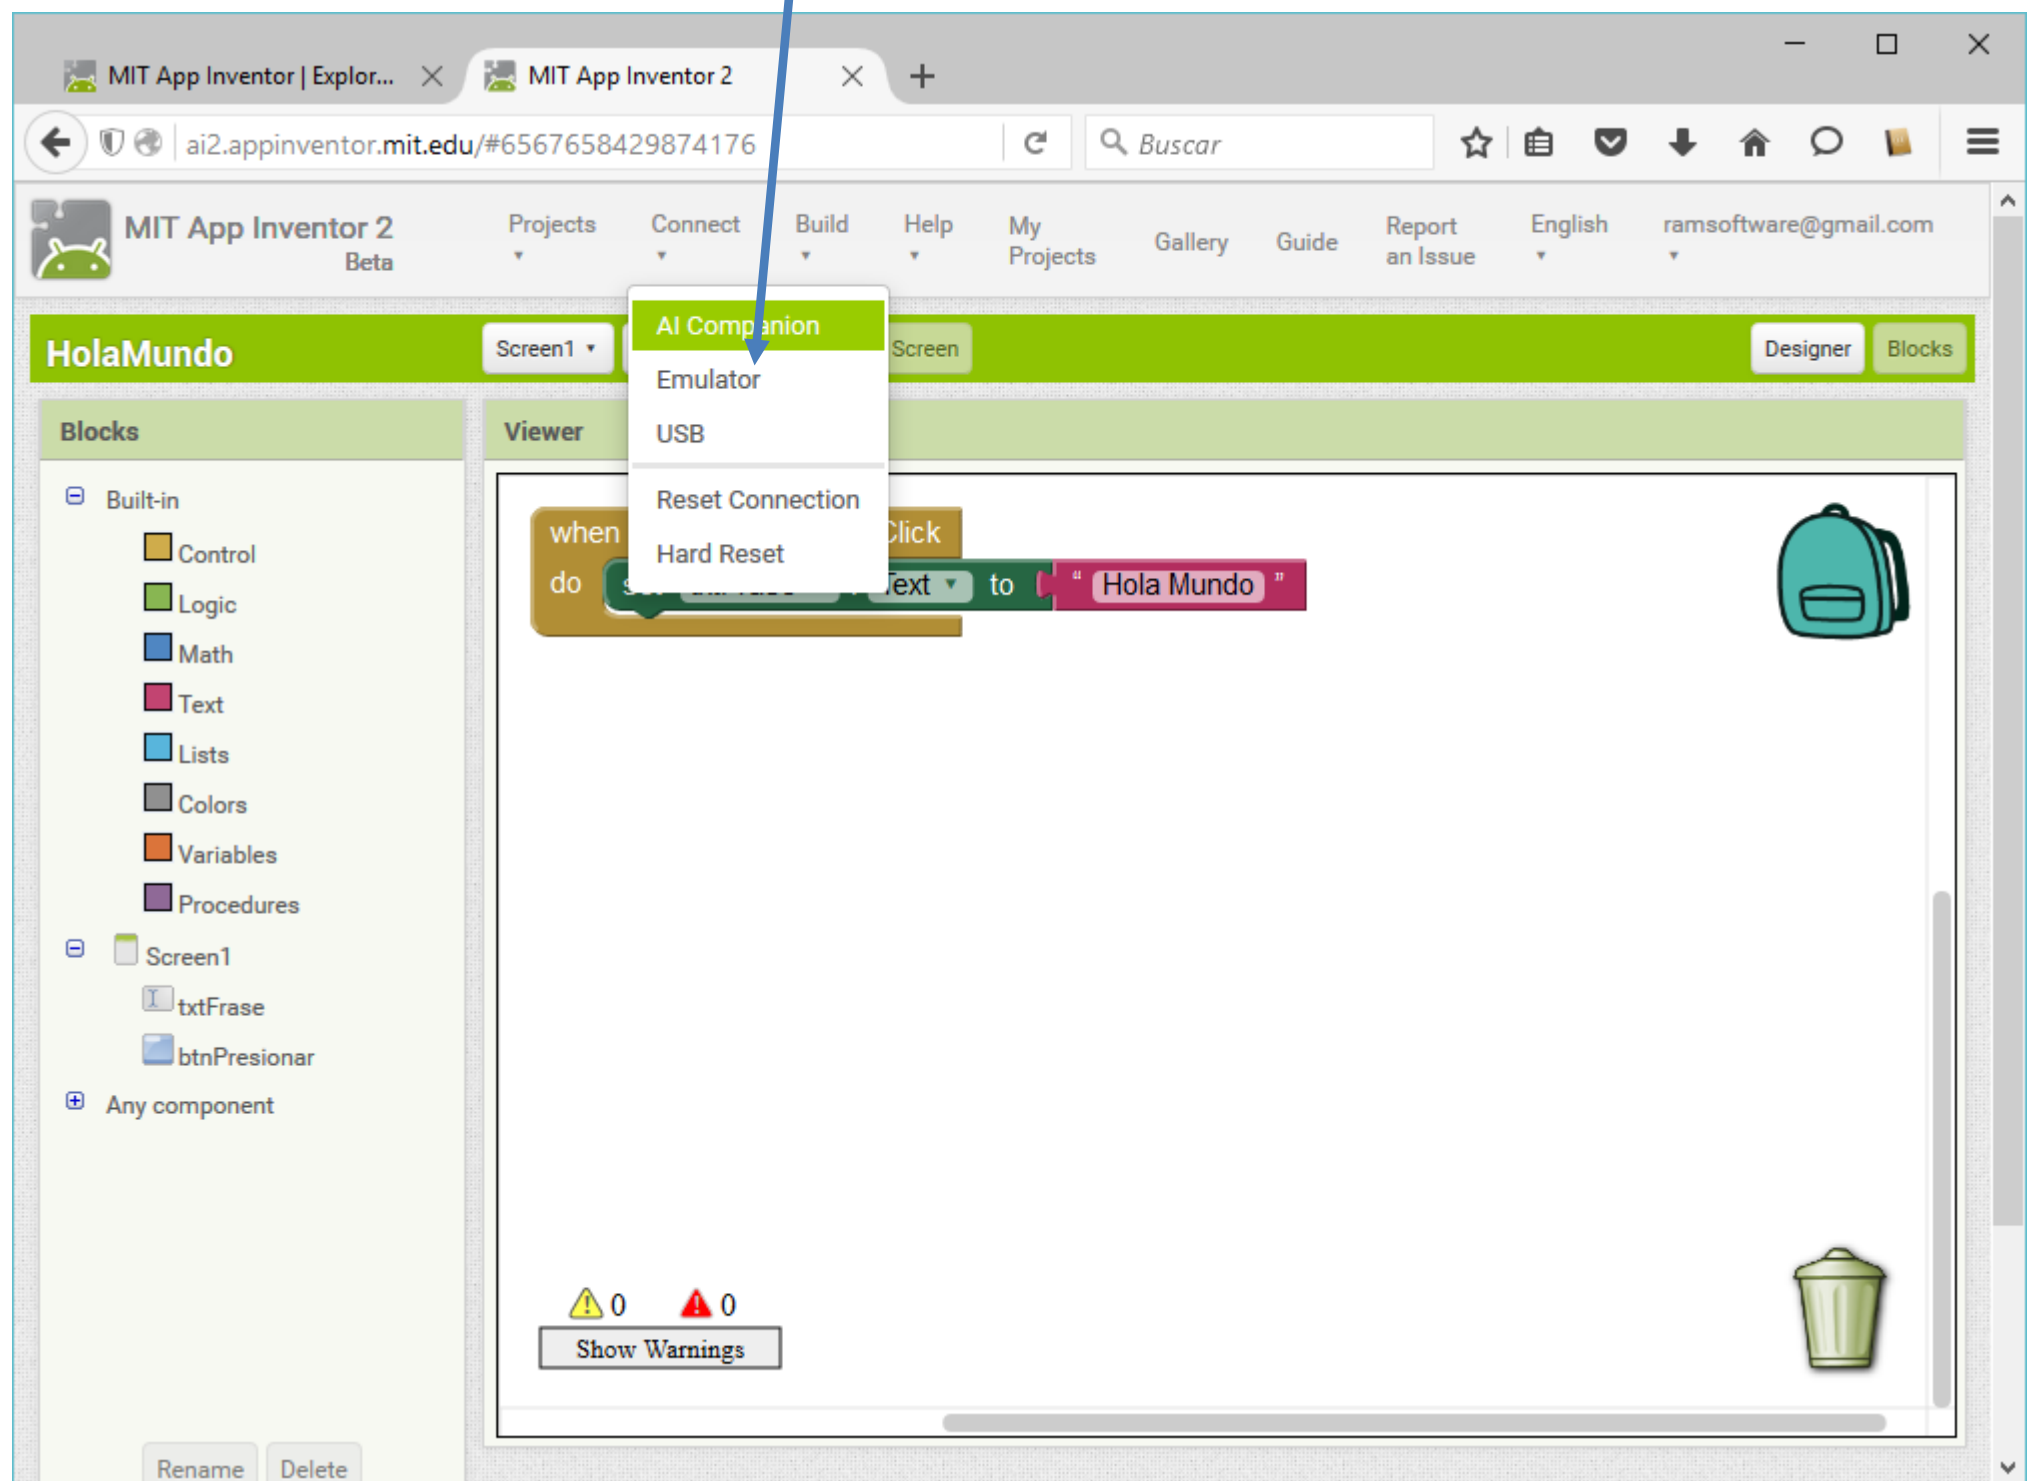 MIT App Inventor | Explor...
MIT App Inventor 2
ai2.appinventor.mit.edu/#6567658429874176
Buscar
MIT App Inventor 2
Beta
Projects
Connect
Build
Help
My Projects
Gallery
Guide
Report an Issue
English
ramsoftware@gmail.com
HolaMundo
Screen1
Screen
Designer
Blocks
AI Companion
Emulator
USB
Reset Connection
Hard Reset
Blocks
Built-in
Control
Logic
Math
Text
Lists
Colors
Variables
Procedures
Screen1
txtFrase
btnPresionar
Any component
Rename
Delete
Viewer
when Click
do Text to " Hola Mundo "
0 0
Show Warnings